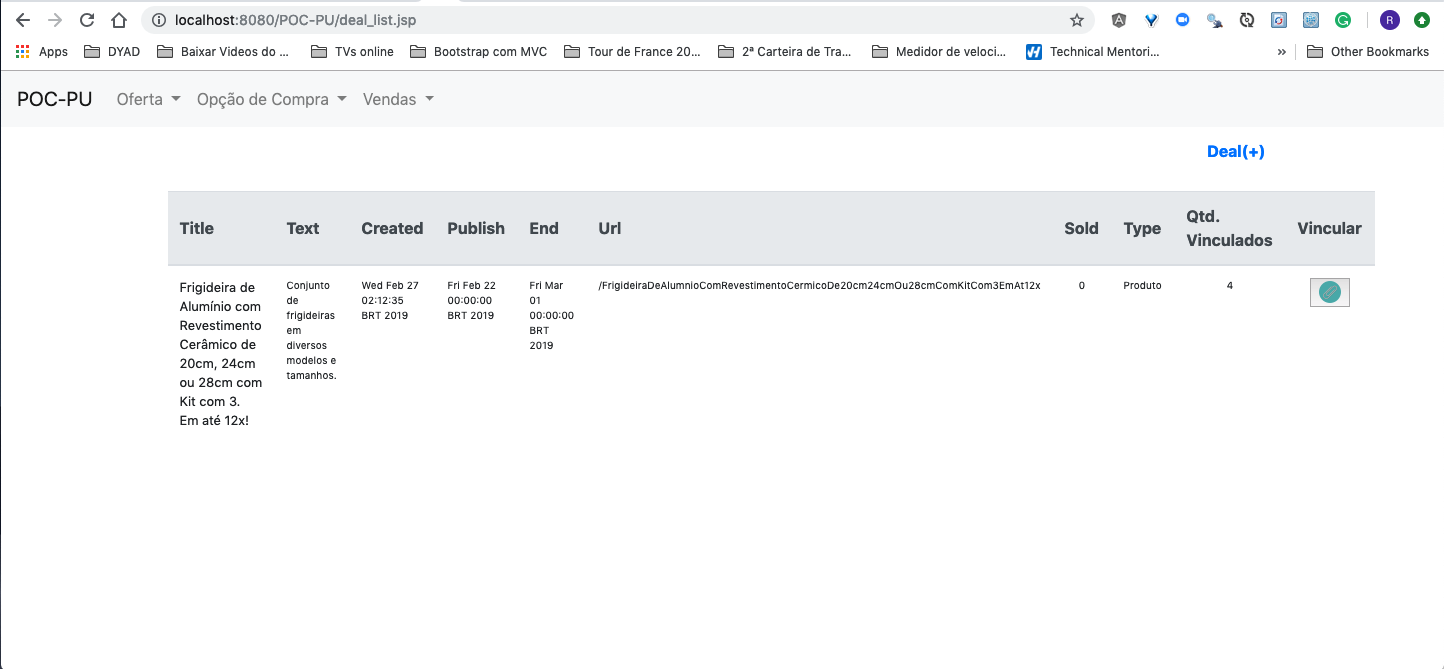 localhost:8080/POC-PU/deal_list.jsp
R
Apps DYAD Baixar Videos do ... TVs online Bootstrap com MVC Tour de France 20... 2ª Carteira de Tra... Medidor de veloci... Technical Mentori... » Other Bookmarks
POC-PU Oferta Opção de Compra Vendas
Deal(+)
Title Text Created Publish End Url Sold Type Qtd. Vinculados Vincular
Frigideira de
Alumínio com
Revestimento
Cerâmico de
20cm, 24cm
ou 28cm com
Kit com 3.
Em até 12x!
Conjunto
de
frigideiras
em
diversos
modelos e
tamanhos.
Wed Feb 27
02:12:35
BRT 2019
Fri Feb 22
00:00:00
BRT 2019
Fri Mar
01
00:00:00
BRT
2019
/FrigideiraDeAlumnioComRevestimentoCermicoDe20cm24cmOu28cmComKitCom3EmAt12x
0
Produto
4